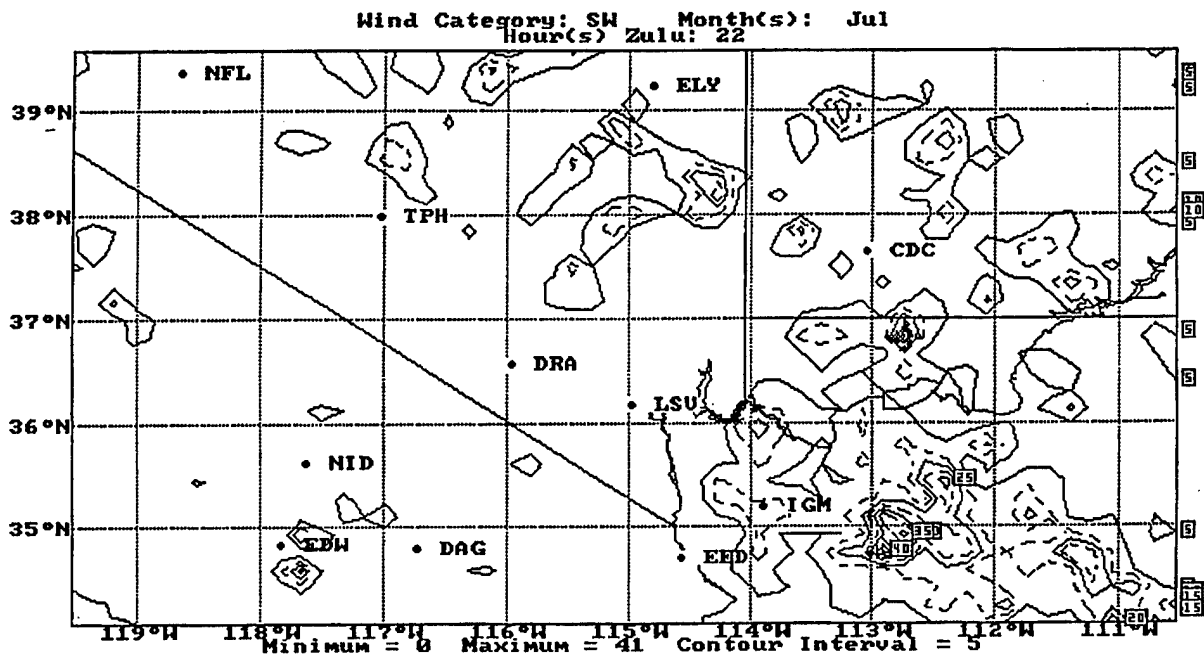 Wind Category: SW Month(s): Jul
Hour(s) Zulu: 22
NFL
ELY
5
5
39°N
5
5
TPH
10
5
38°N
CDC
37°N
5
DRA
5
LSV
36°N
NID
25
IGM
35°N
EDW
DAG
EED
40
5
15
20
119°W 118°W 117°W 116°W 115°W 114°W 113°W 112°W 111°W
Minimum = 0 Maximum = 41 Contour Interval = 5